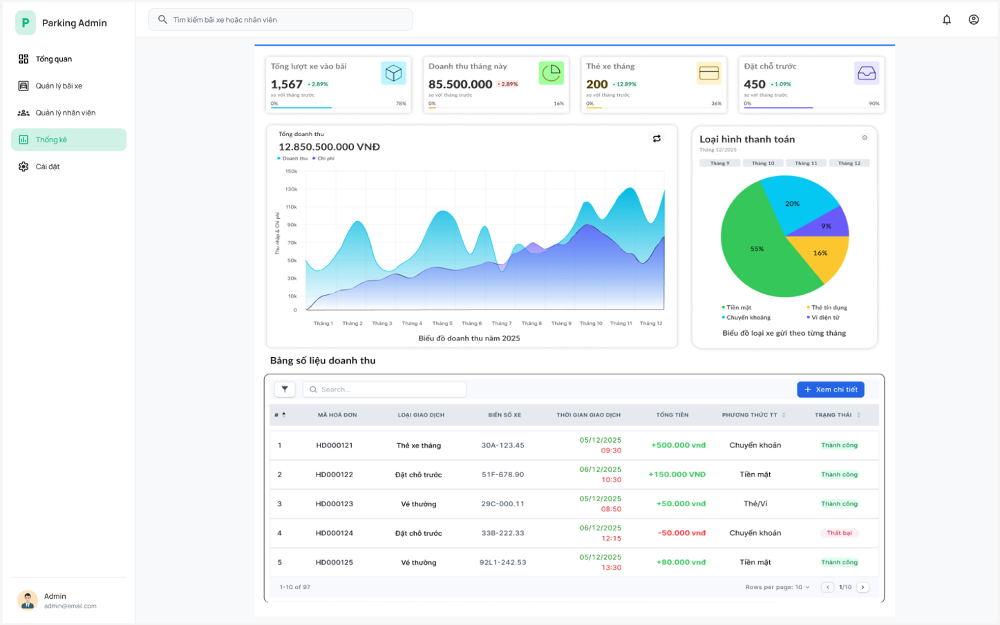 P Parking Admin
Tìm kiếm bãi xe hoặc nhân viên
Tổng quan
Quản lý bãi xe
Quản lý nhân viên
Thống kê
Cài đặt
Admin
admin@email.com
Tổng lượt xe vào bãi
1,567 • 2.89%
so với tháng trước
0% 78%
Doanh thu tháng này
85.500.000 • 2.89%
so với tháng trước
0% 16%
Thẻ xe tháng
200 • 12.89%
so với tháng trước
0% 36%
Đặt chỗ trước
450 • 1.09%
so với tháng trước
0% 90%
Tổng doanh thu
12.850.500.000 VNĐ
Doanh thu Chi phí
Thu nhập & Chi phí
150k
130k
110k
90k
70k
50k
30k
10k
0
Tháng 1 Tháng 2 Tháng 3 Tháng 4 Tháng 5 Tháng 6 Tháng 7 Tháng 8 Tháng 9 Tháng 10 Tháng 11 Tháng 12
Biểu đồ doanh thu năm 2025
Loại hình thanh toán
Tháng 12/2025
Tháng 9 Tháng 10 Tháng 11 Tháng 12
20%
9%
55%
16%
Tiền mặt Thẻ tín dụng
Chuyển khoảng Ví điện tử
Biểu đồ loại xe gửi theo từng tháng
Bảng số liệu doanh thu
Search...
+ Xem chi tiết
# MÃ HOÁ ĐƠN LOẠI GIAO DỊCH BIỂN SỐ XE THỜI GIAN GIAO DỊCH TỔNG TIỀN PHƯƠNG THỨC TT TRẠNG THÁI
1 HD000121 Thẻ xe tháng 30A-123.45 05/12/2025 09:30 +500.000 vnđ Chuyển khoản Thành công
2 HD000122 Đặt chỗ trước 51F-678.90 06/12/2025 10:30 +150.000 VNĐ Tiền mặt Thành công
3 HD000123 Vé thường 29C-000.11 05/12/2025 08:50 +50.000 vnđ Thẻ/Ví Thành công
4 HD000124 Đặt chỗ trước 33B-222.33 06/12/2025 12:15 -50.000 vnđ Chuyển khoản Thất bại
5 HD000125 Vé thường 92L1-242.53 05/12/2025 13:30 +80.000 vnđ Tiền mặt Thành công
1-10 of 97 Rows per page: 10 1/10